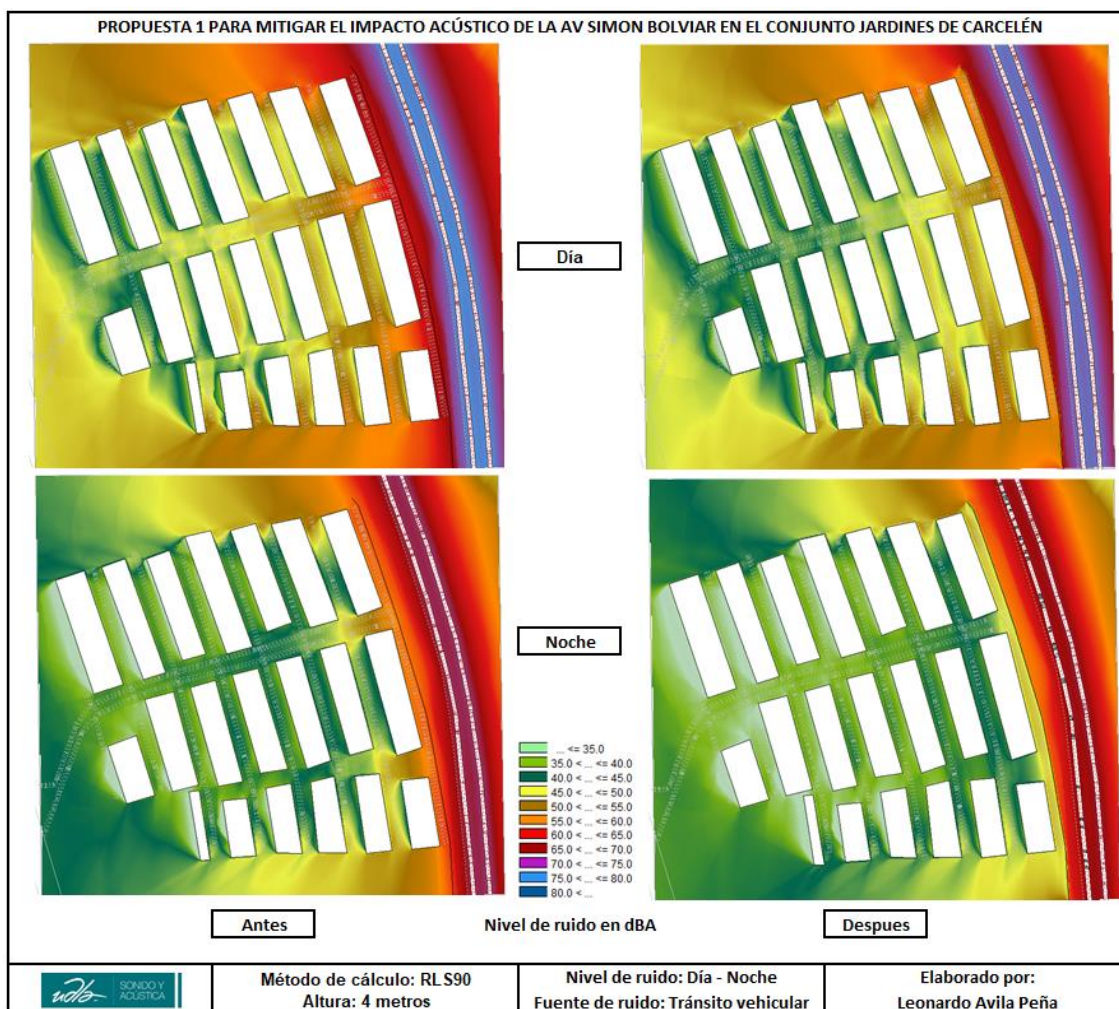 PROPUESTA 1 PARA MITIGAR EL IMPACTO ACÚSTICO DE LA AV SIMON BOLVIAR EN EL CONJUNTO JARDINES DE CARCELÉN
Día
Noche
... <= 35.0
35.0 < ... <= 40.0
40.0 < ... <= 45.0
45.0 < ... <= 50.0
50.0 < ... <= 55.0
55.0 < ... <= 60.0
60.0 < ... <= 65.0
65.0 < ... <= 70.0
70.0 < ... <= 75.0
75.0 < ... <= 80.0
80.0 < ...
Antes
Nivel de ruido en dBA
Despues
udla-
SONIDO Y
ACÚSTICA
Método de cálculo: RLS90
Altura: 4 metros
Nivel de ruido: Día - Noche
Fuente de ruido: Tránsito vehicular
Elaborado por:
Leonardo Avila Peña